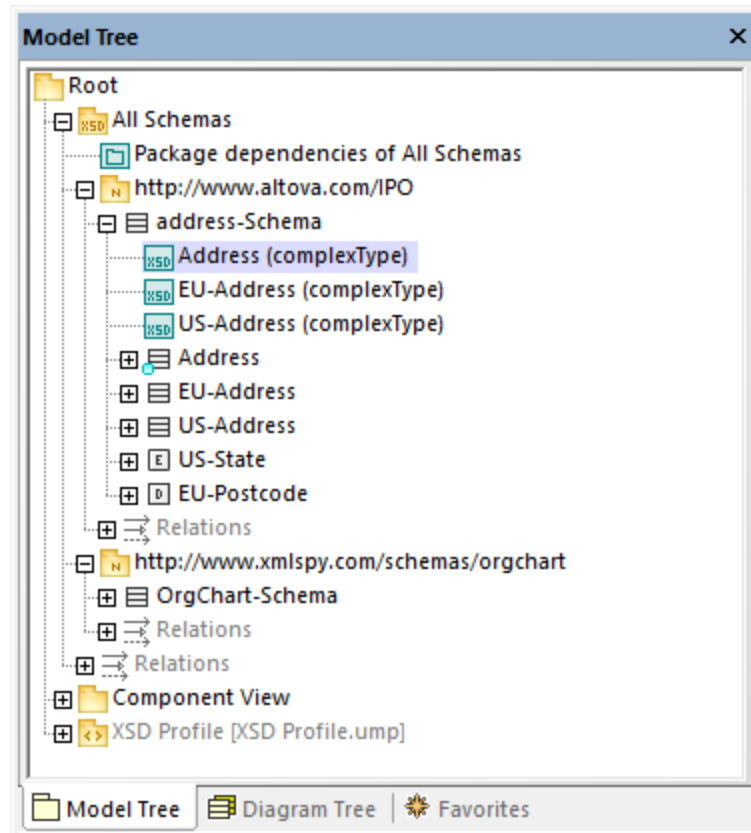 Model Tree
Root
All Schemas
Package dependencies of All Schemas
http://www.altova.com/IPO
address-Schema
Address (complexType)
EU-Address (complexType)
US-Address (complexType)
Address
EU-Address
US-Address
US-State
EU-Postcode
Relations
http://www.xmlspy.com/schemas/orgchart
OrgChart-Schema
Relations
Relations
Component View
XSD Profile [XSD Profile.ump]
Model Tree Diagram Tree Favorites